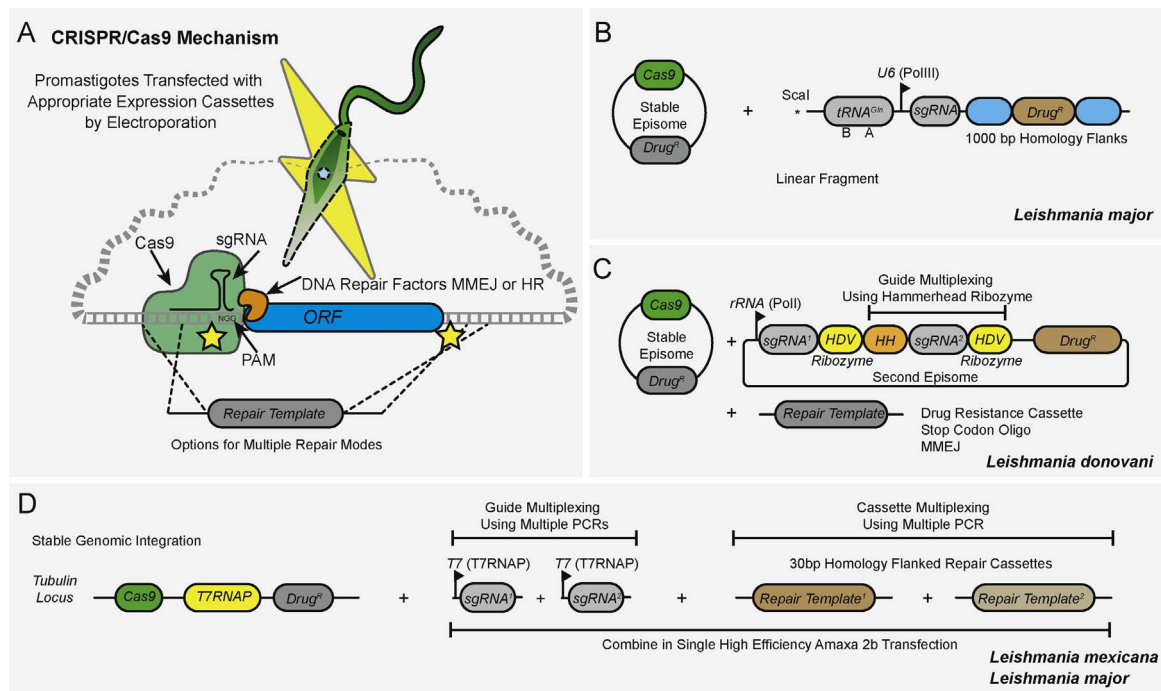 A
CRISPR/Cas9 Mechanism
Promastigotes Transfected with
Appropriate Expression Cassettes
by Electroporation
Cas9
sgRNA
DNA Repair Factors MMEJ or HR
NGG
ORF
PAM
Repair Template
Options for Multiple Repair Modes
B
Cas9
Stable
Episome
Drugᴿ
+
ScaI
*
tRNAᴳˡⁿ
B A
U6 (PolIII)
sgRNA
Drugᴿ
1000 bp Homology Flanks
Linear Fragment
Leishmania major
C
Cas9
Stable
Episome
Drugᴿ
+
Guide Multiplexing
Using Hammerhead Ribozyme
rRNA (PolI)
sgRNA¹ HDV HH sgRNA² HDV Drugᴿ
Ribozyme Ribozyme
Second Episome
+
Repair Template
Drug Resistance Cassette
Stop Codon Oligo
MMEJ
Leishmania donovani
D
Stable Genomic Integration
Tubulin
Locus
Cas9 T7RNAP Drugᴿ
+
Guide Multiplexing
Using Multiple PCRs
T7 (T7RNAP) T7 (T7RNAP)
sgRNA¹ + sgRNA²
+
Cassette Multiplexing
Using Multiple PCR
30bp Homology Flanked Repair Cassettes
Repair Template¹ + Repair Template²
Combine in Single High Efficiency Amaxa 2b Transfection
Leishmania mexicana
Leishmania major